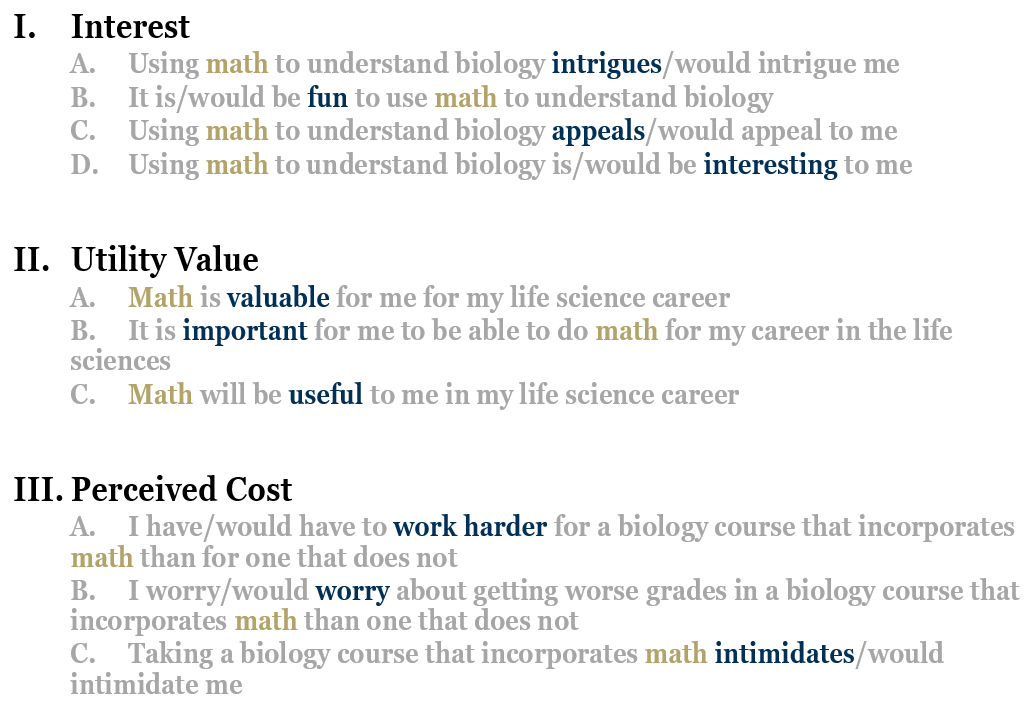 I. Interest
A. Using math to understand biology intrigues/would intrigue me
B. It is/would be fun to use math to understand biology
C. Using math to understand biology appeals/would appeal to me
D. Using math to understand biology is/would be interesting to me
II. Utility Value
A. Math is valuable for me for my life science career
B. It is important for me to be able to do math for my career in the life
sciences
C. Math will be useful to me in my life science career
III. Perceived Cost
A. I have/would have to work harder for a biology course that incorporates
math than for one that does not
B. I worry/would worry about getting worse grades in a biology course that
incorporates math than one that does not
C. Taking a biology course that incorporates math intimidates/would
intimidate me